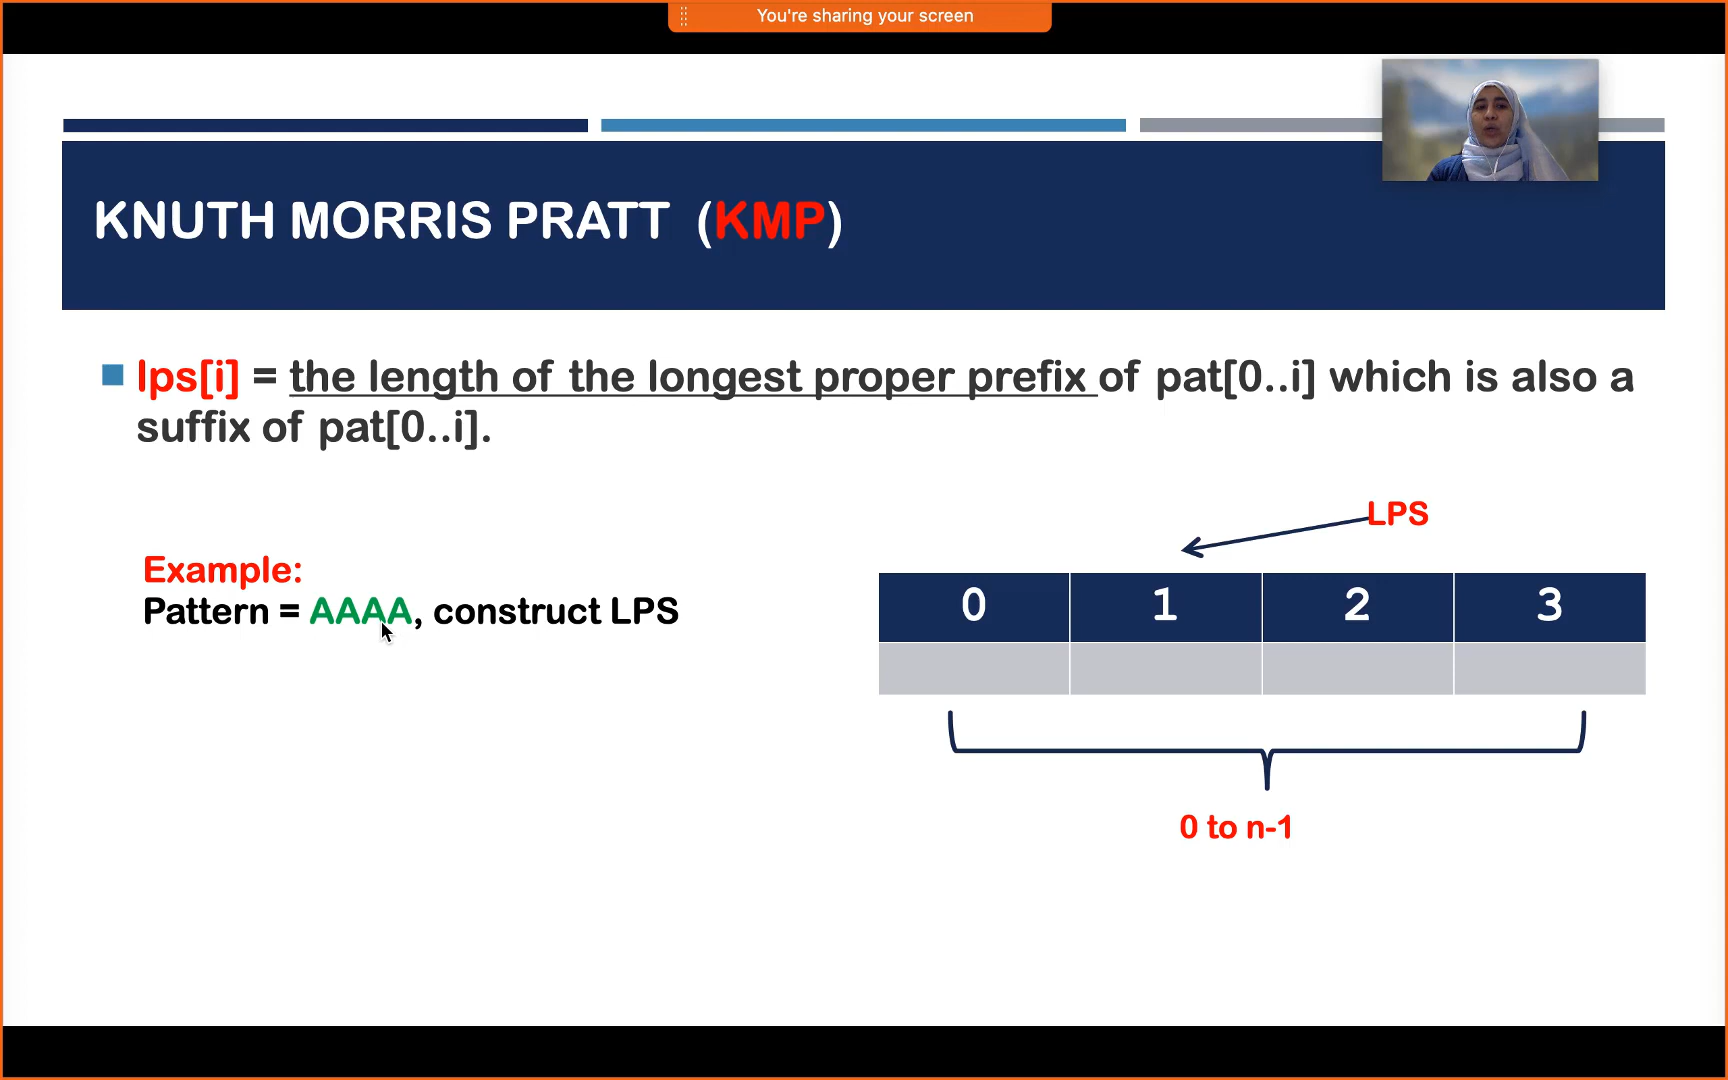 You're sharing your screen
KNUTH MORRIS PRATT (KMP)
lps[i] = the length of the longest proper prefix of pat[0..i] which is also a
suffix of pat[0..i].
LPS
Example:
Pattern = AAAA, construct LPS
0 1 2 3
0 to n-1